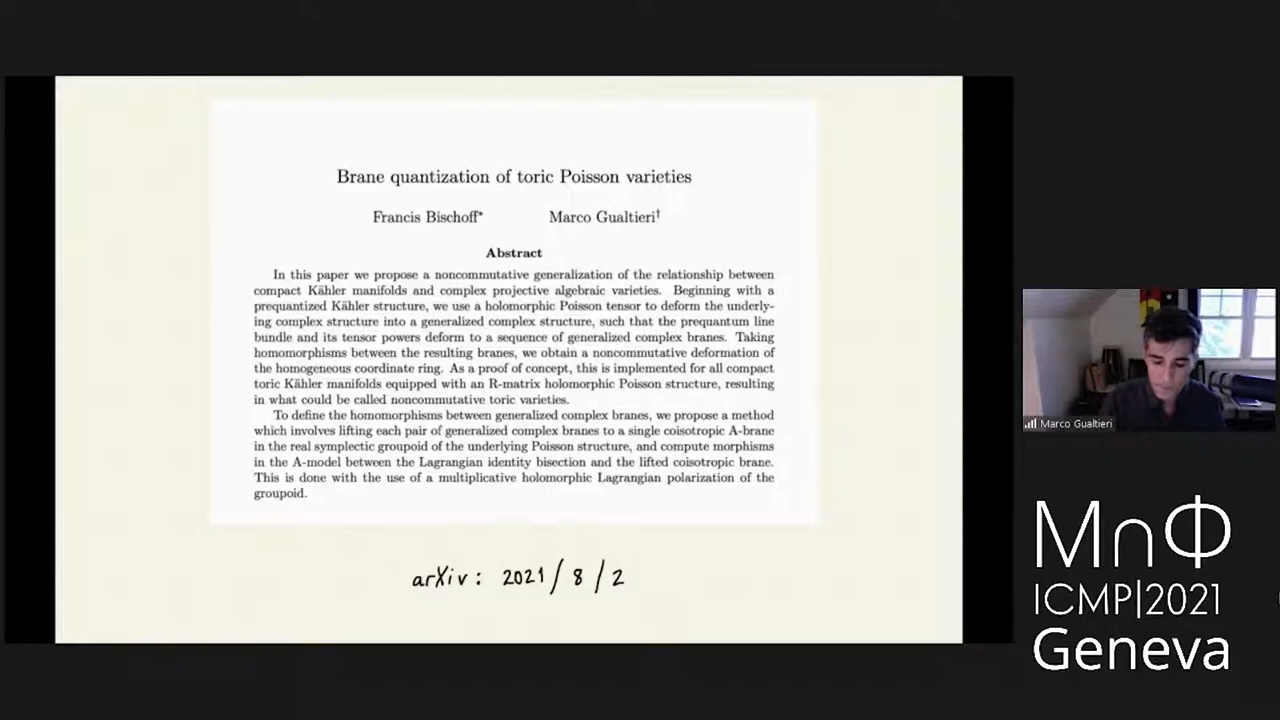 Brane quantization of toric Poisson varieties
Francis Bischoff* Marco Gualtieri†
Abstract
In this paper we propose a noncommutative generalization of the relationship between
compact Kähler manifolds and complex projective algebraic varieties. Beginning with a
prequantized Kähler structure, we use a holomorphic Poisson tensor to deform the underly-
ing complex structure into a generalized complex structure, such that the prequantum line
bundle and its tensor powers deform to a sequence of generalized complex branes. Taking
homomorphisms between the resulting branes, we obtain a noncommutative deformation of
the homogeneous coordinate ring. As a proof of concept, this is implemented for all compact
toric Kähler manifolds equipped with an R-matrix holomorphic Poisson structure, resulting
in what could be called noncommutative toric varieties.
To define the homomorphisms between generalized complex branes, we propose a method
which involves lifting each pair of generalized complex branes to a single coisotropic A-brane
in the real symplectic groupoid of the underlying Poisson structure, and compute morphisms
in the A-model between the Lagrangian identity bisection and the lifted coisotropic brane.
This is done with the use of a multiplicative holomorphic Lagrangian polarization of the
groupoid.
arXiv: 2021/8/2
Marco Gualtieri
M∩Φ
ICMP|2021
Geneva